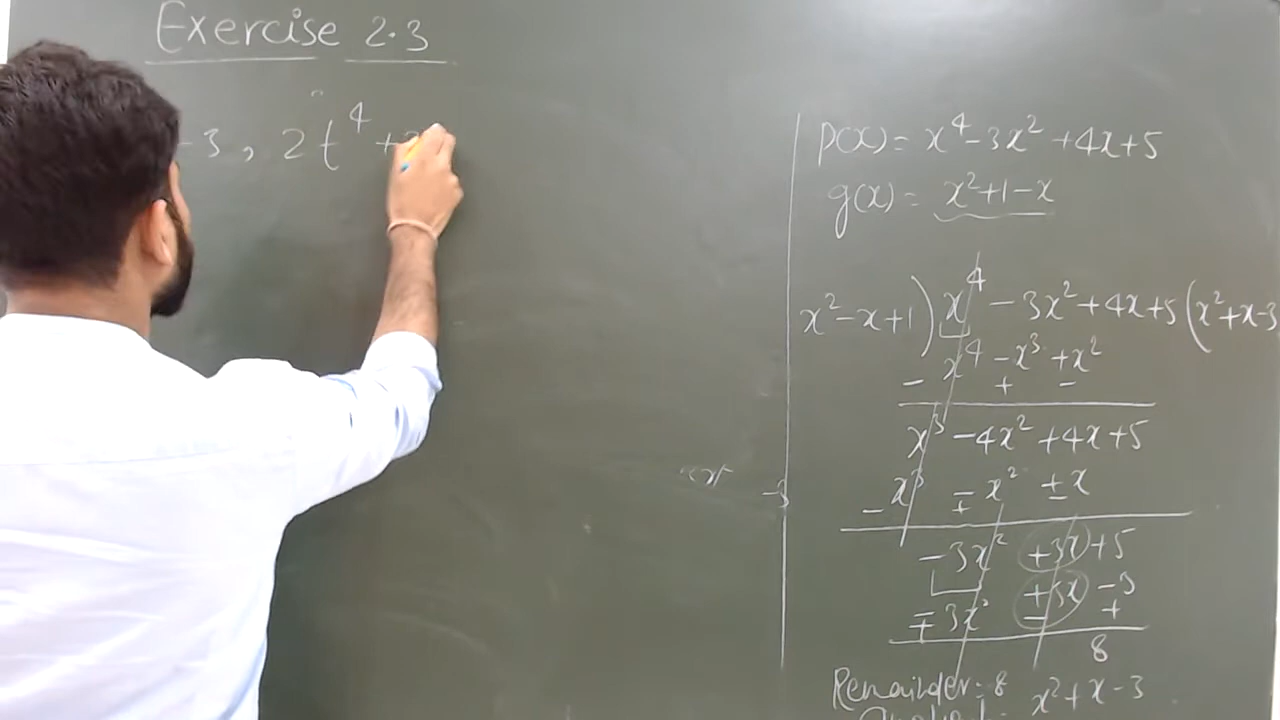 Exercise 2.3
-3, 2t⁴ +3
p(x) = x⁴ - 3x² + 4x + 5
g(x) = x² + 1 - x
x² - x + 1 ) x⁴ - 3x² + 4x + 5 ( x² + x - 3
x⁴ - x³ + x²
- + -
x³ - 4x² + 4x + 5
- x³ ∓ x² ± x
-3
- 3x² + 3x + 5
∓ 3x² + 3x - 3
- +
8
Remainder = 8
x² + x - 3